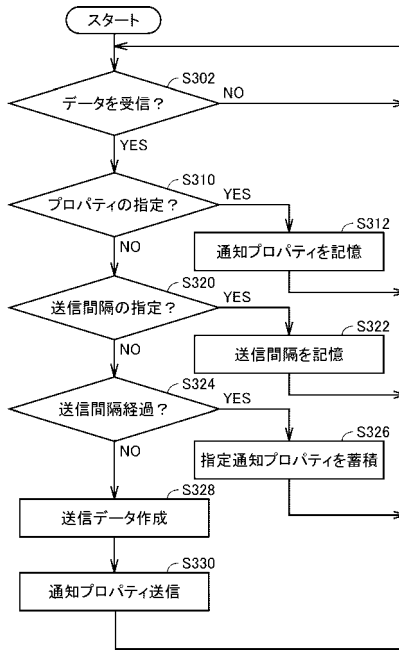 スタート
S302
データを受信？
NO
YES
S310
プロパティの指定？
YES
S312
通知プロパティを記憶
NO
S320
送信間隔の指定？
YES
S322
送信間隔を記憶
NO
S324
送信間隔経過？
YES
S326
指定通知プロパティを蓄積
NO
S328
送信データ作成
S330
通知プロパティ送信